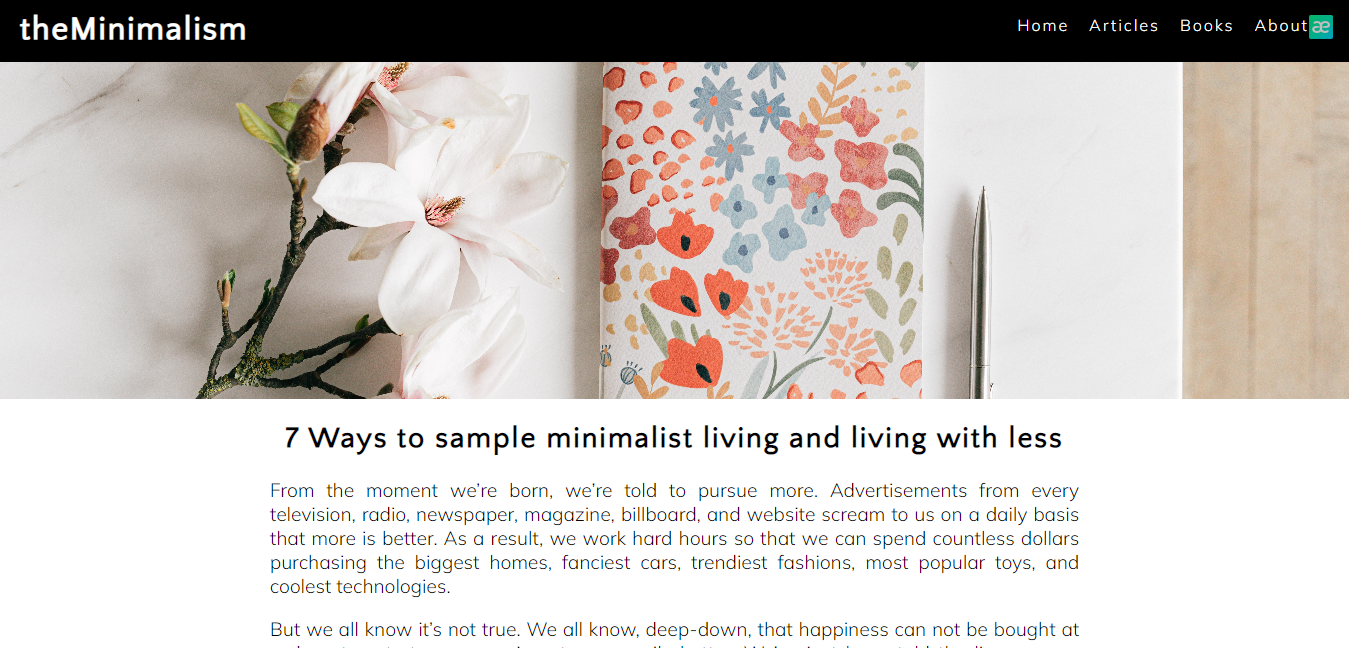 theMinimalism
Home Articles Books About
æ
7 Ways to sample minimalist living and living with less
From the moment we’re born, we’re told to pursue more. Advertisements from every
television, radio, newspaper, magazine, billboard, and website scream to us on a daily basis
that more is better. As a result, we work hard hours so that we can spend countless dollars
purchasing the biggest homes, fanciest cars, trendiest fashions, most popular toys, and
coolest technologies.
But we all know it’s not true. We all know, deep-down, that happiness can not be bought at